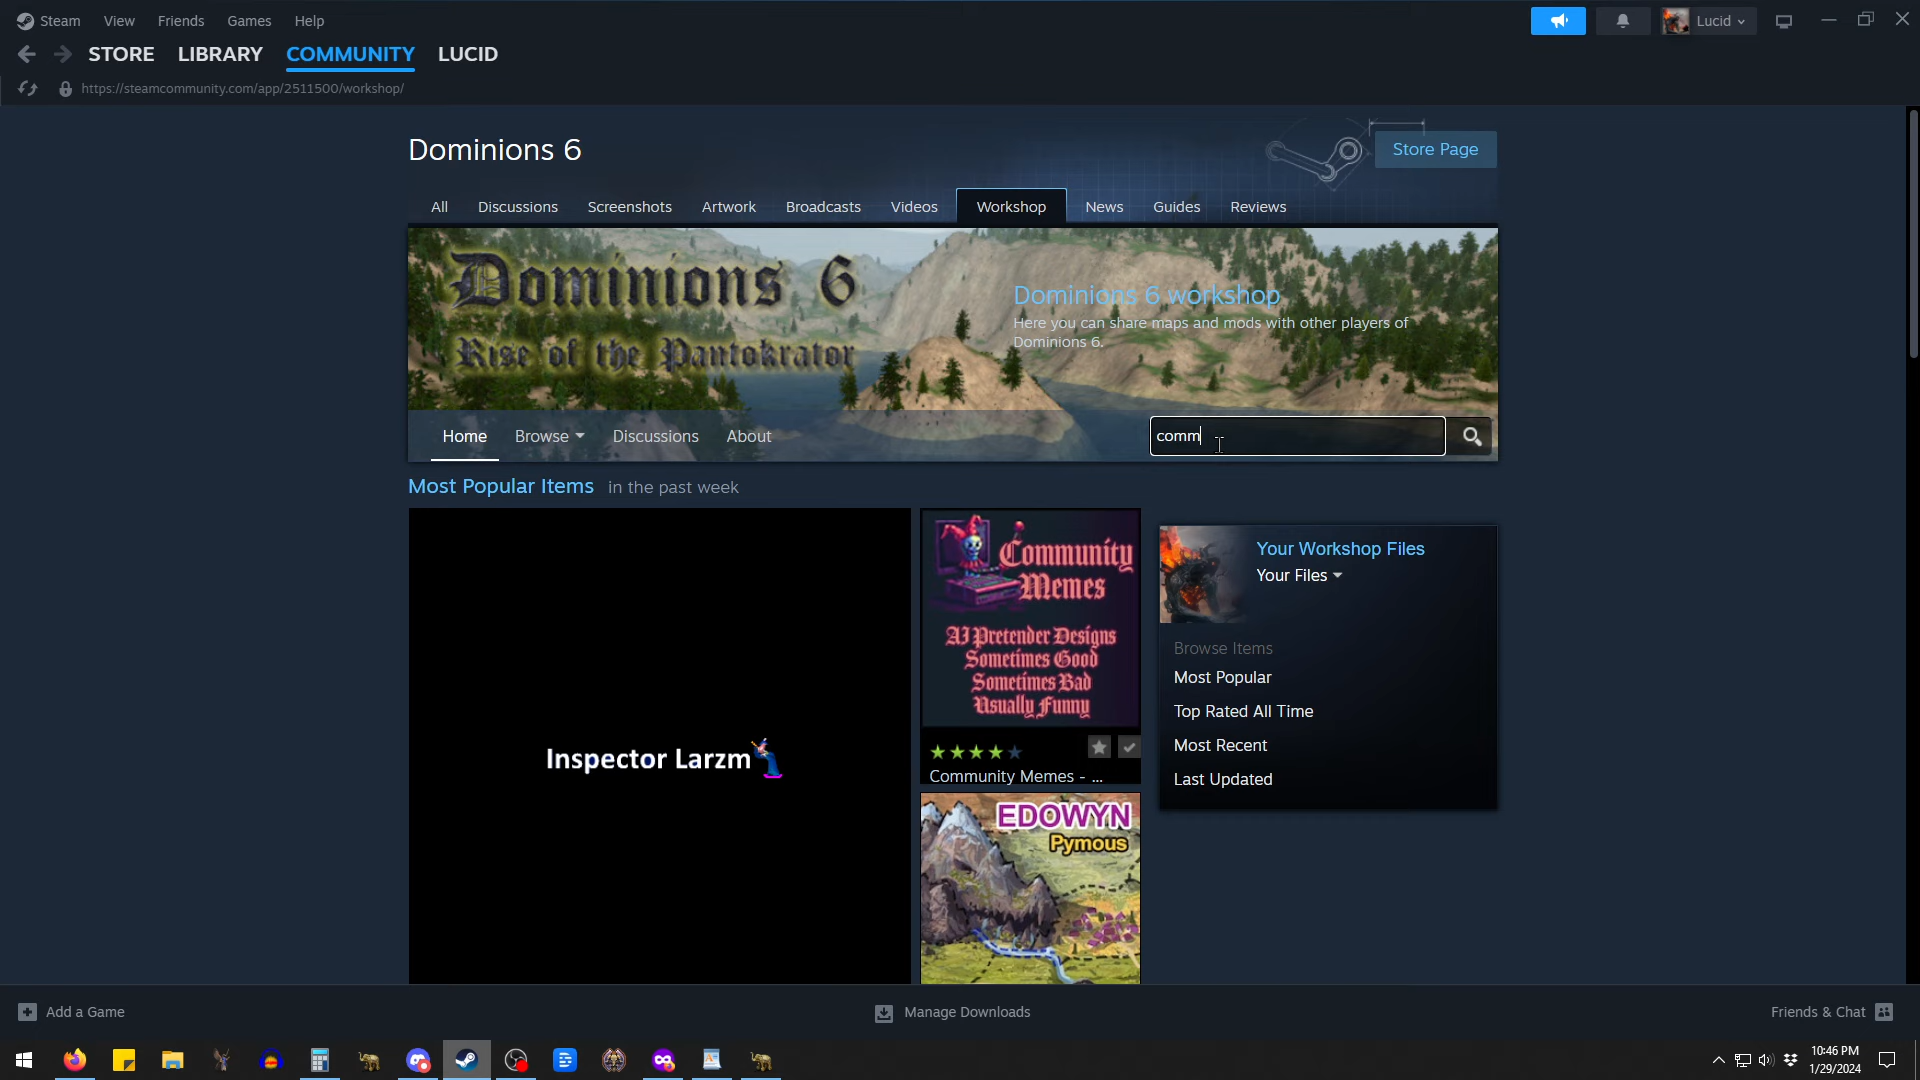 Steam View Friends Games Help
Lucid
STORE LIBRARY COMMUNITY LUCID
https://steamcommunity.com/app/2511500/workshop/
Dominions 6
Store Page
All Discussions Screenshots Artwork Broadcasts Videos Workshop News Guides Reviews
Dominions 6
Rise of the Pantokrator
Dominions 6 workshop
Here you can share maps and mods with other players of
Dominions 6.
Home Browse Discussions About
comm
Most Popular Items in the past week
Inspector Larzm
Community
Memes
AI Pretender Designs
Sometimes Good
Sometimes Bad
Usually Funny
Community Memes - ...
EDOWYN
Pymous
Your Workshop Files
Your Files
Browse Items
Most Popular
Top Rated All Time
Most Recent
Last Updated
Add a Game
Manage Downloads
Friends & Chat
10:46 PM
1/29/2024